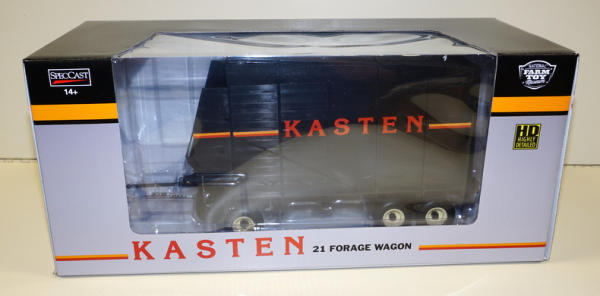 SPECCAST
14+
NATIONAL
FARM
TOY
MUSEUM
KASTEN
HD
HIGHLY
DETAILED
KASTEN 21 FORAGE WAGON